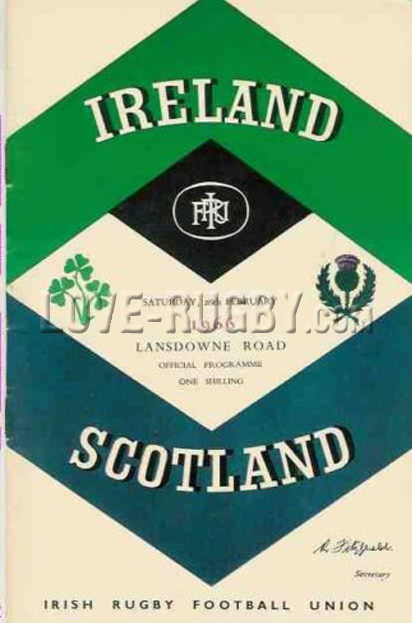 IRELAND
IRFU
SATURDAY, 26th FEBRUARY
LOVE-RUGBY.com
1966
LANSDOWNE ROAD
OFFICIAL PROGRAMME
ONE SHILLING
SCOTLAND
R. Fitzgerald.
Secretary
IRISH RUGBY FOOTBALL UNION